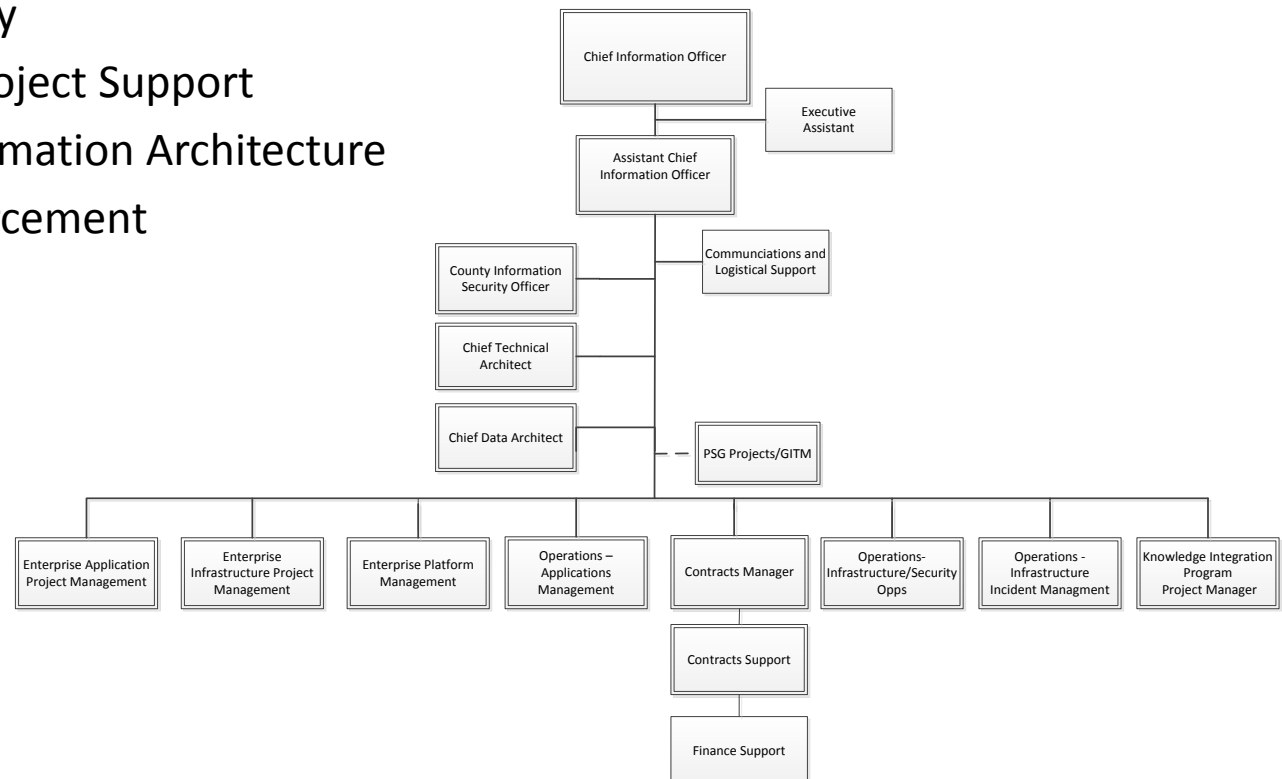 y
oject Support
rmation Architecture
rcement
Chief Information Officer
Executive
Assistant
Assistant Chief
Information Officer
Communciations and
Logistical Support
County Information
Security Officer
Chief Technical
Architect
Chief Data Architect
PSG Projects/GITM
Enterprise Application
Project Management
Enterprise
Infrastructure Project
Management
Enterprise Platform
Management
Operations –
Applications
Management
Contracts Manager
Operations-
Infrastructure/Security
Opps
Operations -
Infrastructure
Incident Managment
Knowledge Integration
Program
Project Manager
Contracts Support
Finance Support